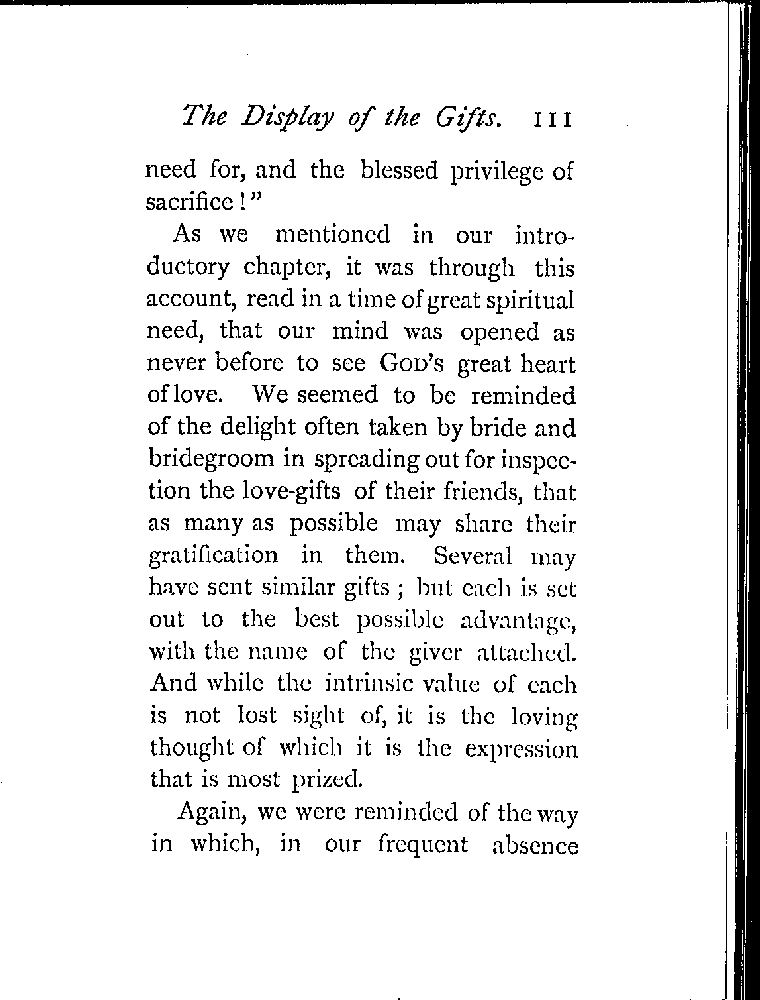 The Display of the Gifts. 111
need for, and the blessed privilege of
sacrifice !”
As we mentioned in our intro-
ductory chapter, it was through this
account, read in a time of great spiritual
need, that our mind was opened as
never before to see GOD’S great heart
of love. We seemed to be reminded
of the delight often taken by bride and
bridegroom in spreading out for inspec-
tion the love-gifts of their friends, that
as many as possible may share their
gratification in them. Several may
have sent similar gifts ; but each is set
out to the best possible advantage,
with the name of the giver attached.
And while the intrinsic value of each
is not lost sight of, it is the loving
thought of which it is the expression
that is most prized.
Again, we were reminded of the way
in which, in our frequent absence